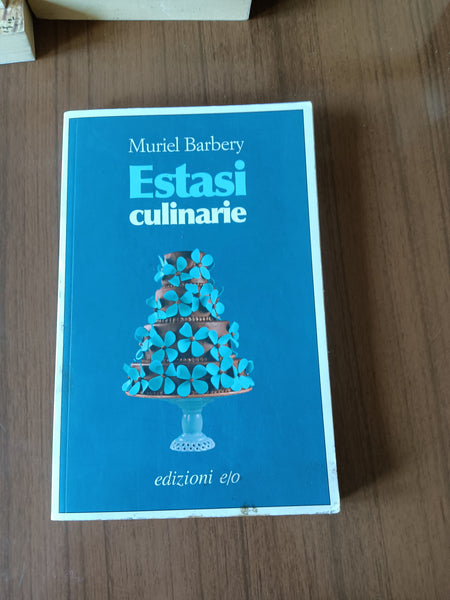 Muriel Barbery
Estasi
culinarie
edizioni e/o